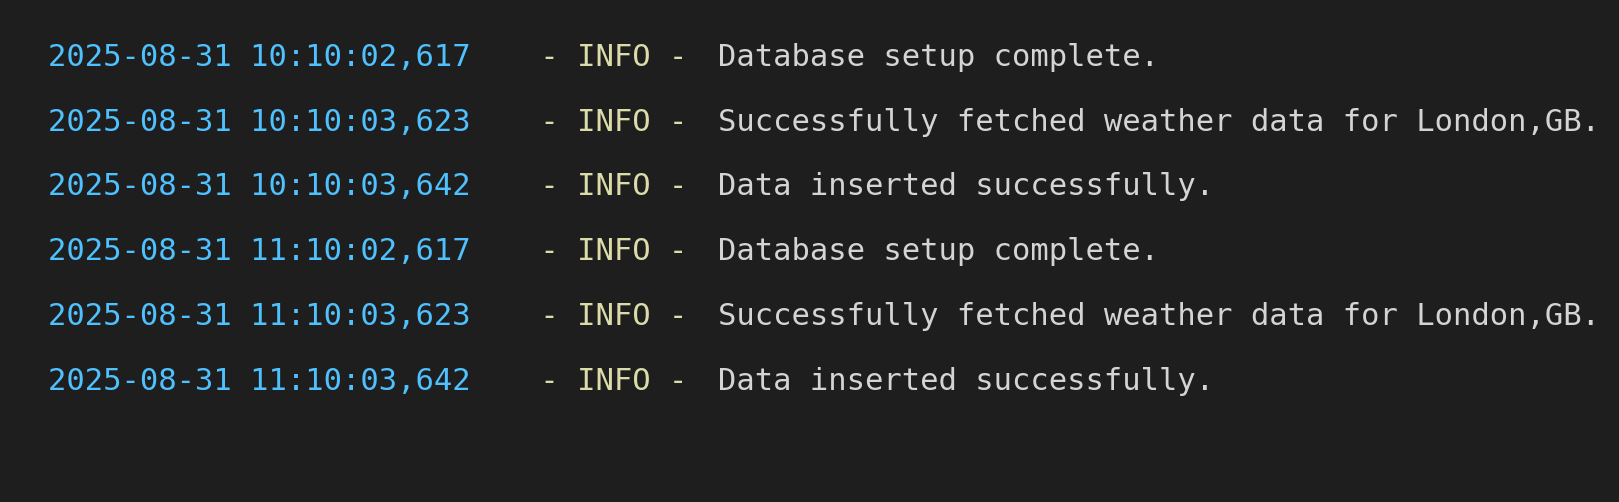 2025-08-31 10:10:02,617 - INFO - Database setup complete.
2025-08-31 10:10:03,623 - INFO - Successfully fetched weather data for London,GB.
2025-08-31 10:10:03,642 - INFO - Data inserted successfully.
2025-08-31 11:10:02,617 - INFO - Database setup complete.
2025-08-31 11:10:03,623 - INFO - Successfully fetched weather data for London,GB.
2025-08-31 11:10:03,642 - INFO - Data inserted successfully.